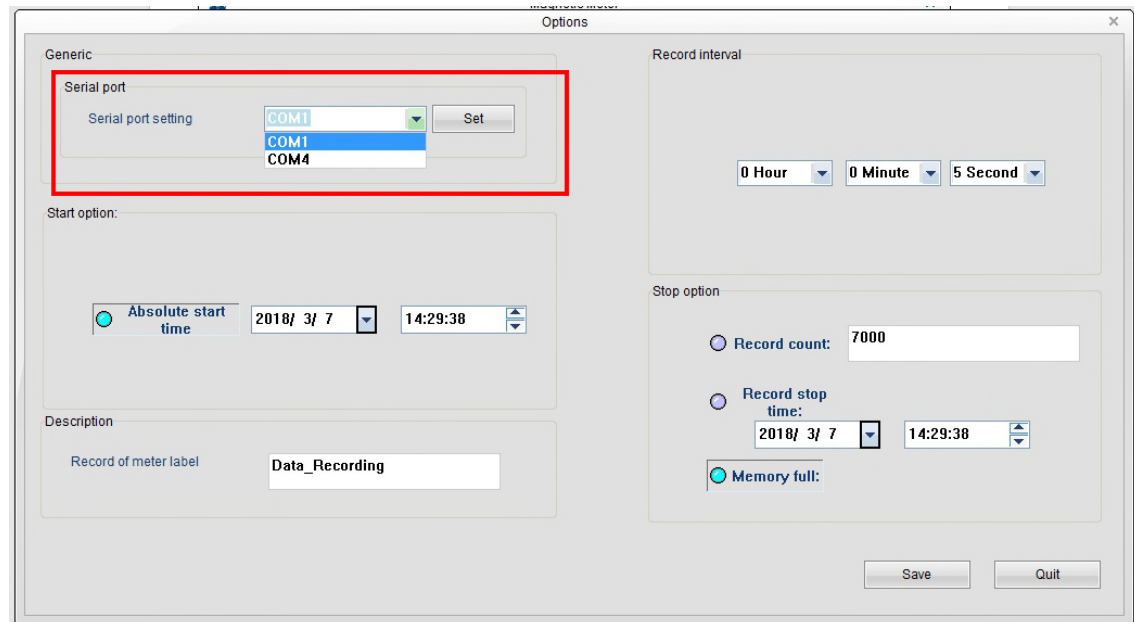 Options
Generic
Serial port
Serial port setting
COM1
Set
COM1
COM4
Start option:
Absolute start
time
2018/ 3/ 7
14:29:38
Description
Record of meter label
Data_Recording
Record interval
0 Hour
0 Minute
5 Second
Stop option
Record count:
7000
Record stop
time:
2018/ 3/ 7
14:29:38
Memory full:
Save
Quit